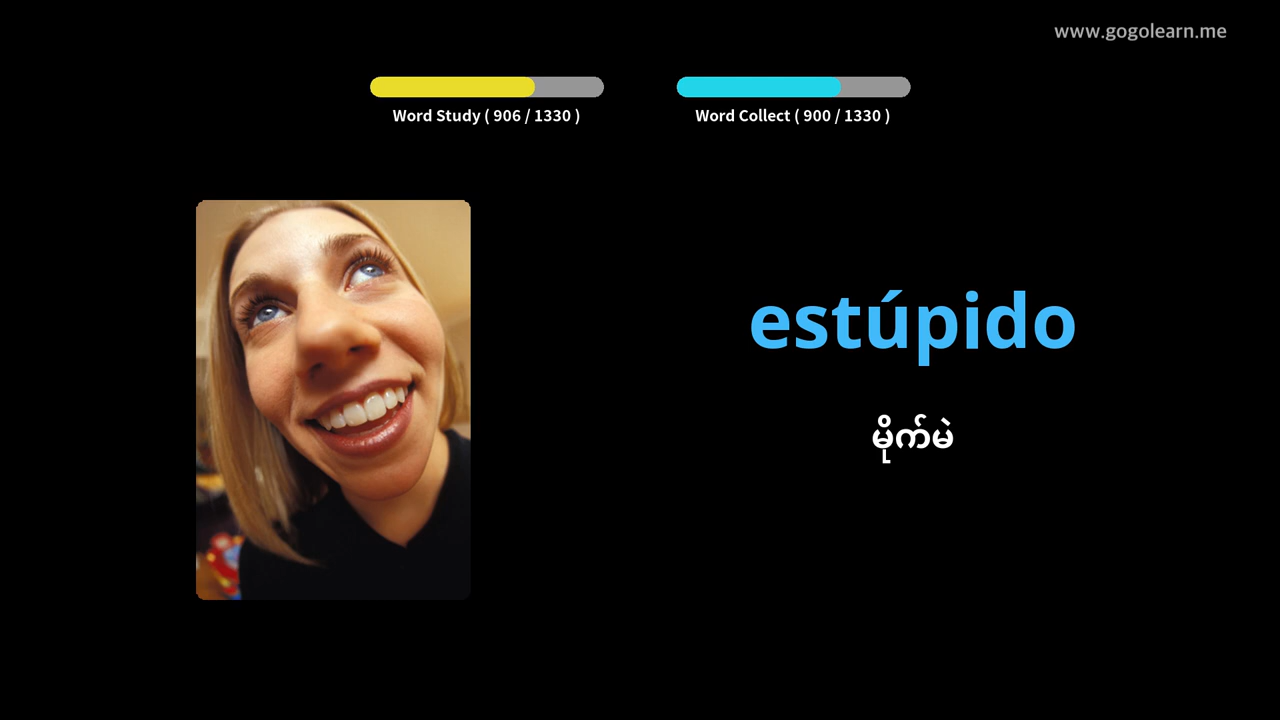 www.gogolearn.me
Word Study ( 906 / 1330 )
Word Collect ( 900 / 1330 )
estúpido
မိုက်မဲ